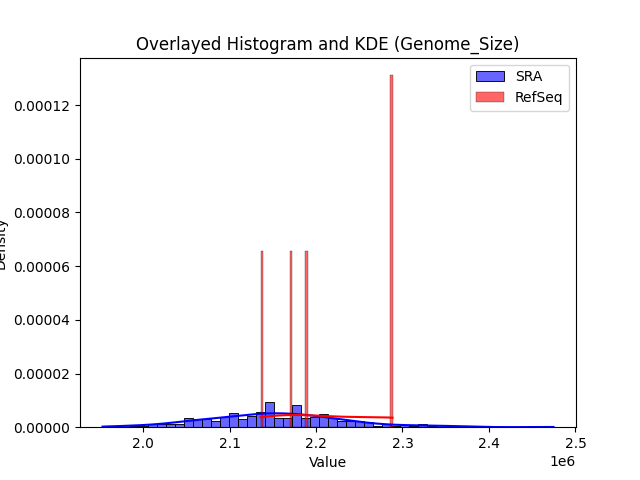 Overlayed Histogram and KDE (Genome_Size)
SRA
RefSeq
0.00012
0.00010
0.00008
0.00006
0.00004
0.00002
0.00000
Density
2.0 2.1 2.2 2.3 2.4 2.5
1e6
Value